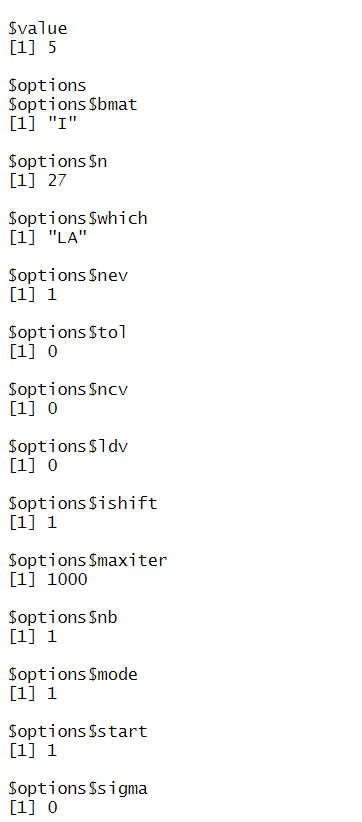 $value
[1] 5
$options
$options$bmat
[1] "I"
$options$n
[1] 27
$options$which
[1] "LA"
$options$nev
[1] 1
$options$tol
[1] 0
$options$ncv
[1] 0
$options$ldv
[1] 0
$options$ishift
[1] 1
$options$maxiter
[1] 1000
$options$nb
[1] 1
$options$mode
[1] 1
$options$start
[1] 1
$options$sigma
[1] 0